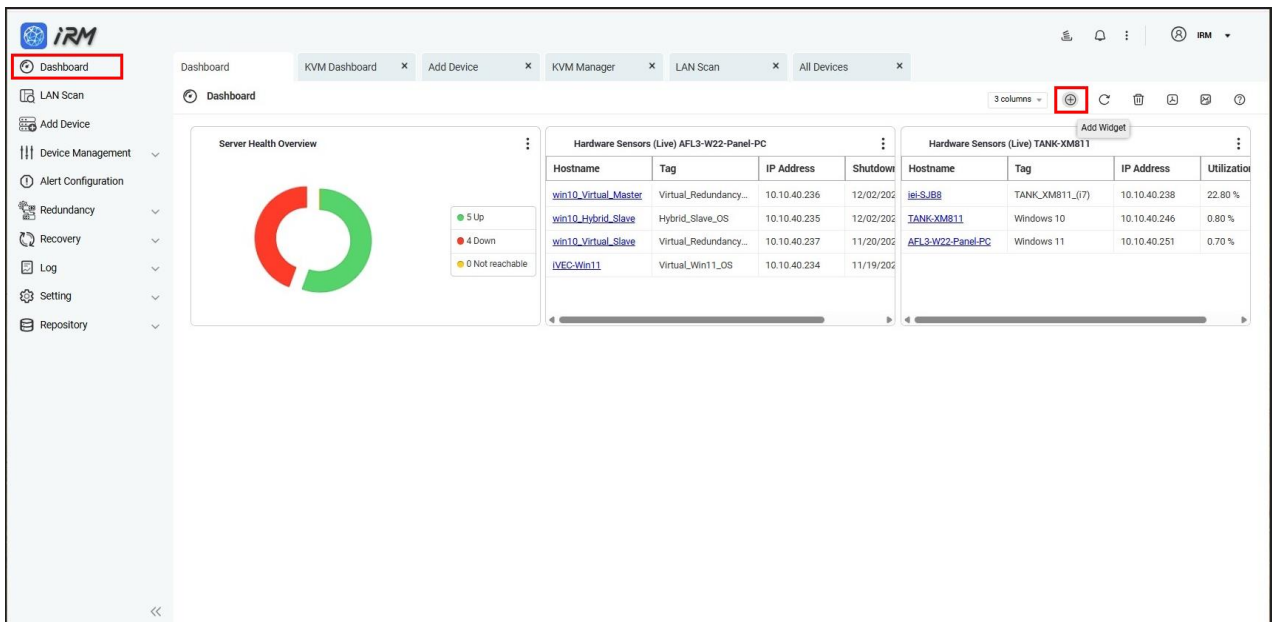 iRM
IRM
Dashboard
LAN Scan
Add Device
Device Management
Alert Configuration
Redundancy
Recovery
Log
Setting
Repository
Dashboard KVM Dashboard × Add Device × KVM Manager × LAN Scan × All Devices ×
Dashboard
3 columns
Add Widget
Server Health Overview
5 Up
4 Down
0 Not reachable
Hardware Sensors (Live) AFL3-W22-Panel-PC
Hostname Tag IP Address Shutdown
win10_Virtual_Master Virtual_Redundancy... 10.10.40.236 12/02/202
win10_Hybrid_Slave Hybrid_Slave_OS 10.10.40.235 12/02/202
win10_Virtual_Slave Virtual_Redundancy... 10.10.40.237 11/20/202
iVEC-Win11 Virtual_Win11_OS 10.10.40.234 11/19/202
Hardware Sensors (Live) TANK-XM811
Hostname Tag IP Address Utilization
iei-SJB8 TANK_XM811_(i7) 10.10.40.238 22.80 %
TANK-XM811 Windows 10 10.10.40.246 0.80 %
AFL3-W22-Panel-PC Windows 11 10.10.40.251 0.70 %